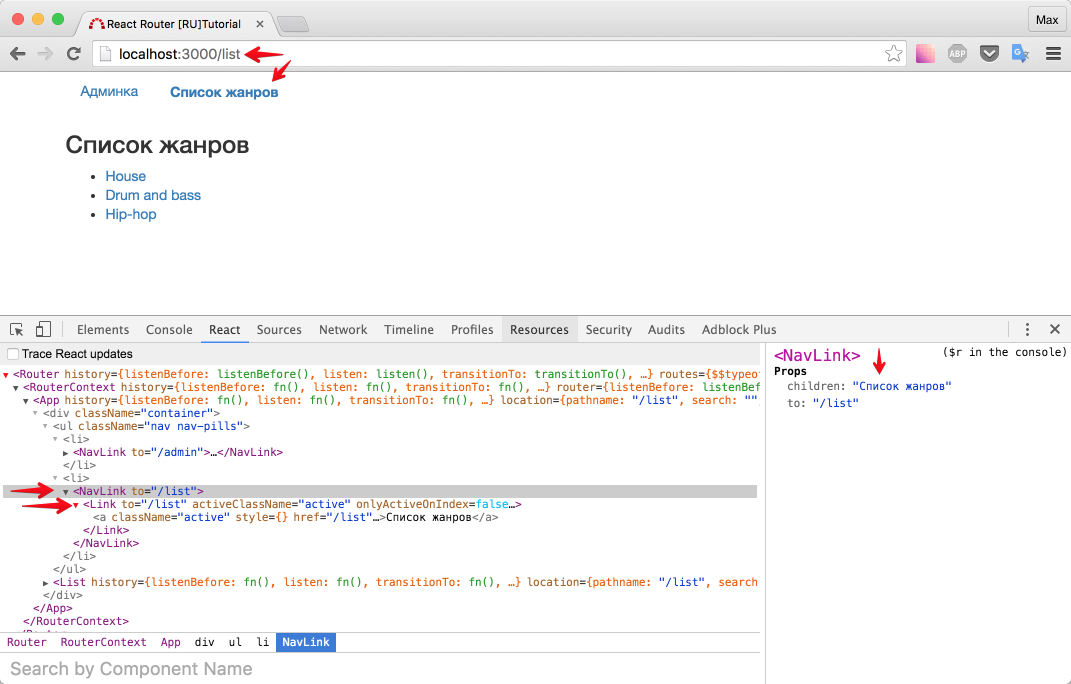 React Router [RU]Tutorial
Max
localhost:3000/list
ABP
G
Админка Список жанров
Список жанров
House
Drum and bass
Hip-hop
Elements Console React Sources Network Timeline Profiles Resources Security Audits Adblock Plus
Trace React updates
<Router history={listenBefore: listenBefore(), listen: listen(), transitionTo: transitionTo(), …} routes={$$typeo
<RouterContext history={listenBefore: fn(), listen: fn(), transitionTo: fn(), …} router={listenBefore: listenBef
<App history={listenBefore: fn(), listen: fn(), transitionTo: fn(), …} location={pathname: "/list", search: "",
<div className="container">
<ul className="nav nav-pills">
<li>
<NavLink to="/admin">…</NavLink>
</li>
<li>
<NavLink to="/list">
<Link to="/list" activeClassName="active" onlyActiveOnIndex=false…>
<a className="active" style={} href="/list"…>Список жанров</a>
</Link>
</NavLink>
</li>
</ul>
<List history={listenBefore: fn(), listen: fn(), transitionTo: fn(), …} location={pathname: "/list", search
</div>
</App>
</RouterContext>
Router RouterContext App div ul li NavLink
Search by Component Name
<NavLink> ($r in the console)
Props
children: "Список жанров"
to: "/list"